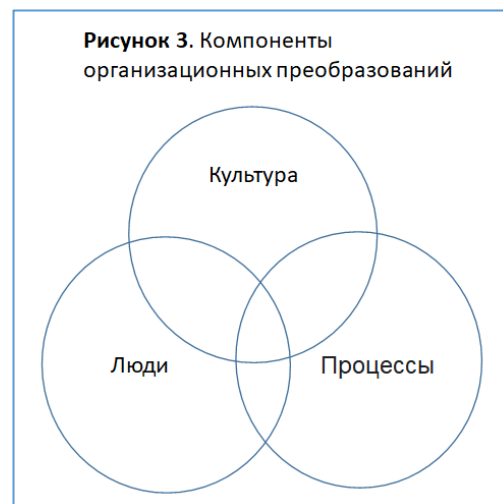 Рисунок 3. Компоненты
организационных преобразований
Культура
Люди
Процессы